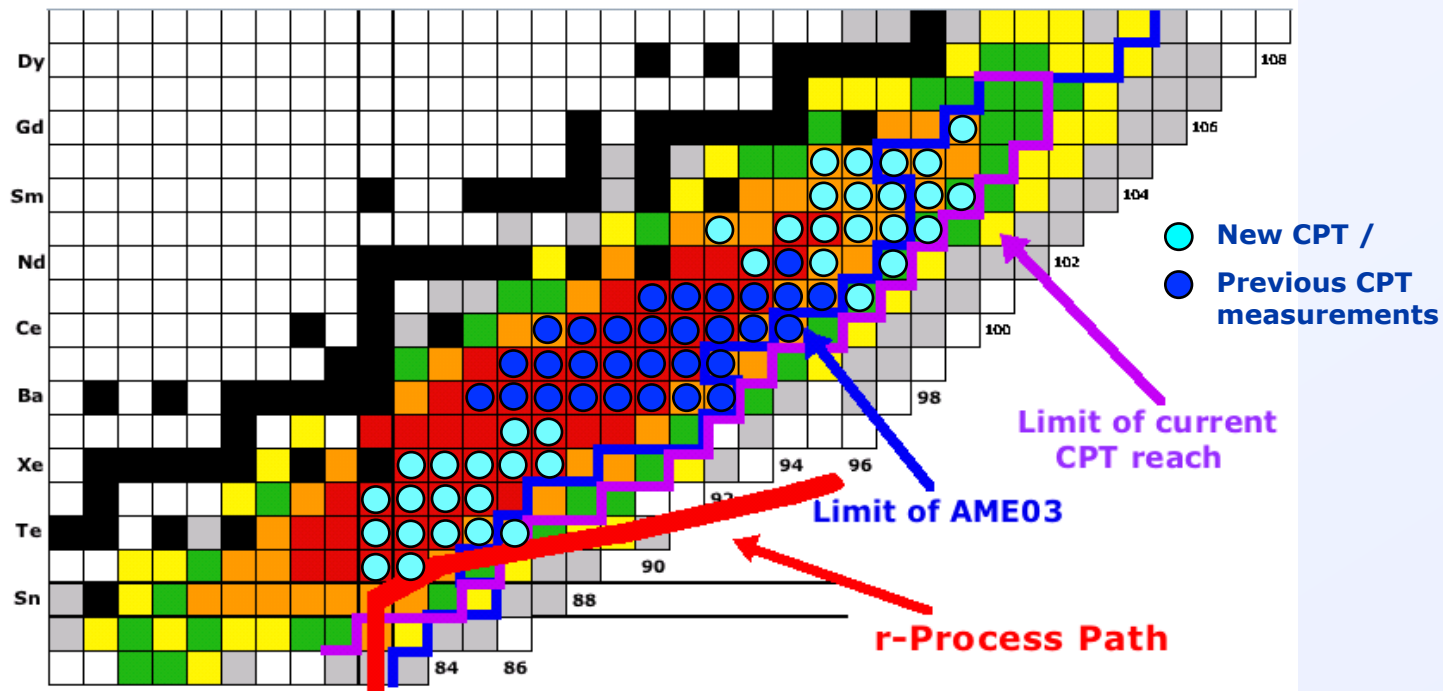 Dy
108
Gd
106
Sm
104
New CPT /
Nd
102
Previous CPT
measurements
Ce
100
Ba
98
Limit of current
CPT reach
Xe
94
96
92
Limit of AME03
Te
90
Sn
88
r-Process Path
84
86